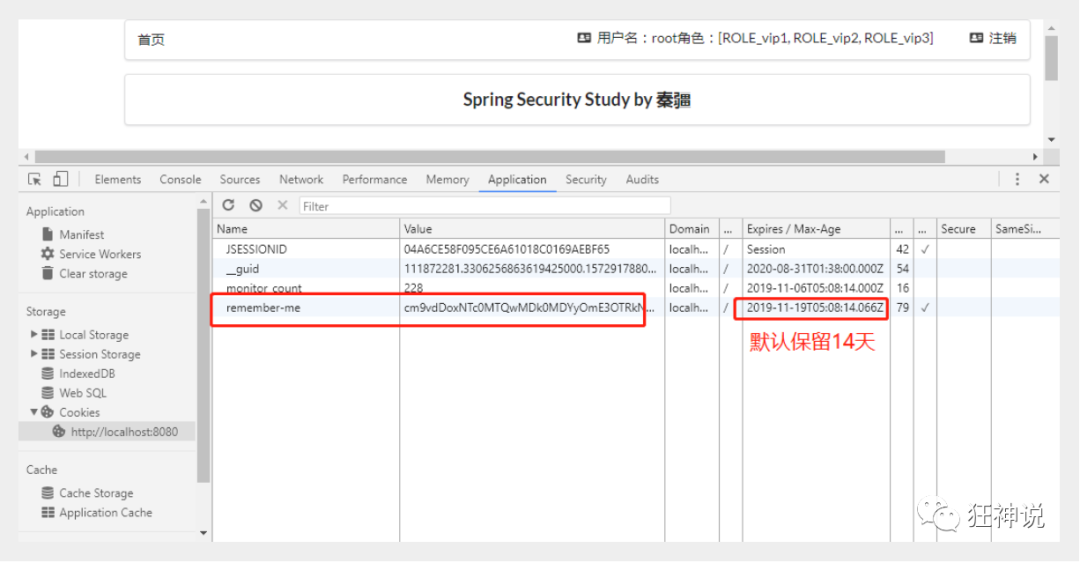 首页 用户名：root角色：[ROLE_vip1, ROLE_vip2, ROLE_vip3] 注销
Spring Security Study by 秦疆
Elements Console Sources Network Performance Memory Application Security Audits
Application
Manifest
Service Workers
Clear storage
Storage
Local Storage
Session Storage
IndexedDB
Web SQL
Cookies
http://localhost:8080
Cache
Cache Storage
Application Cache
Filter
Name Value Domain ... Expires / Max-Age ... ... Secure SameSi...
JSESSIONID 04A6CE58F095CE6A61018C0169AEBF65 localh... / Session 42 ✓
__guid 111872281.3306256863619425000.1572917880... localh... / 2020-08-31T01:38:00.000Z 54
monitor_count 228 localh... / 2019-11-06T05:08:14.000Z 16
remember-me cm9vdDoxNTc0MTQwMDk0MDYyOmE3OTRkN... localh... / 2019-11-19T05:08:14.066Z 79 ✓
默认保留14天
狂神说